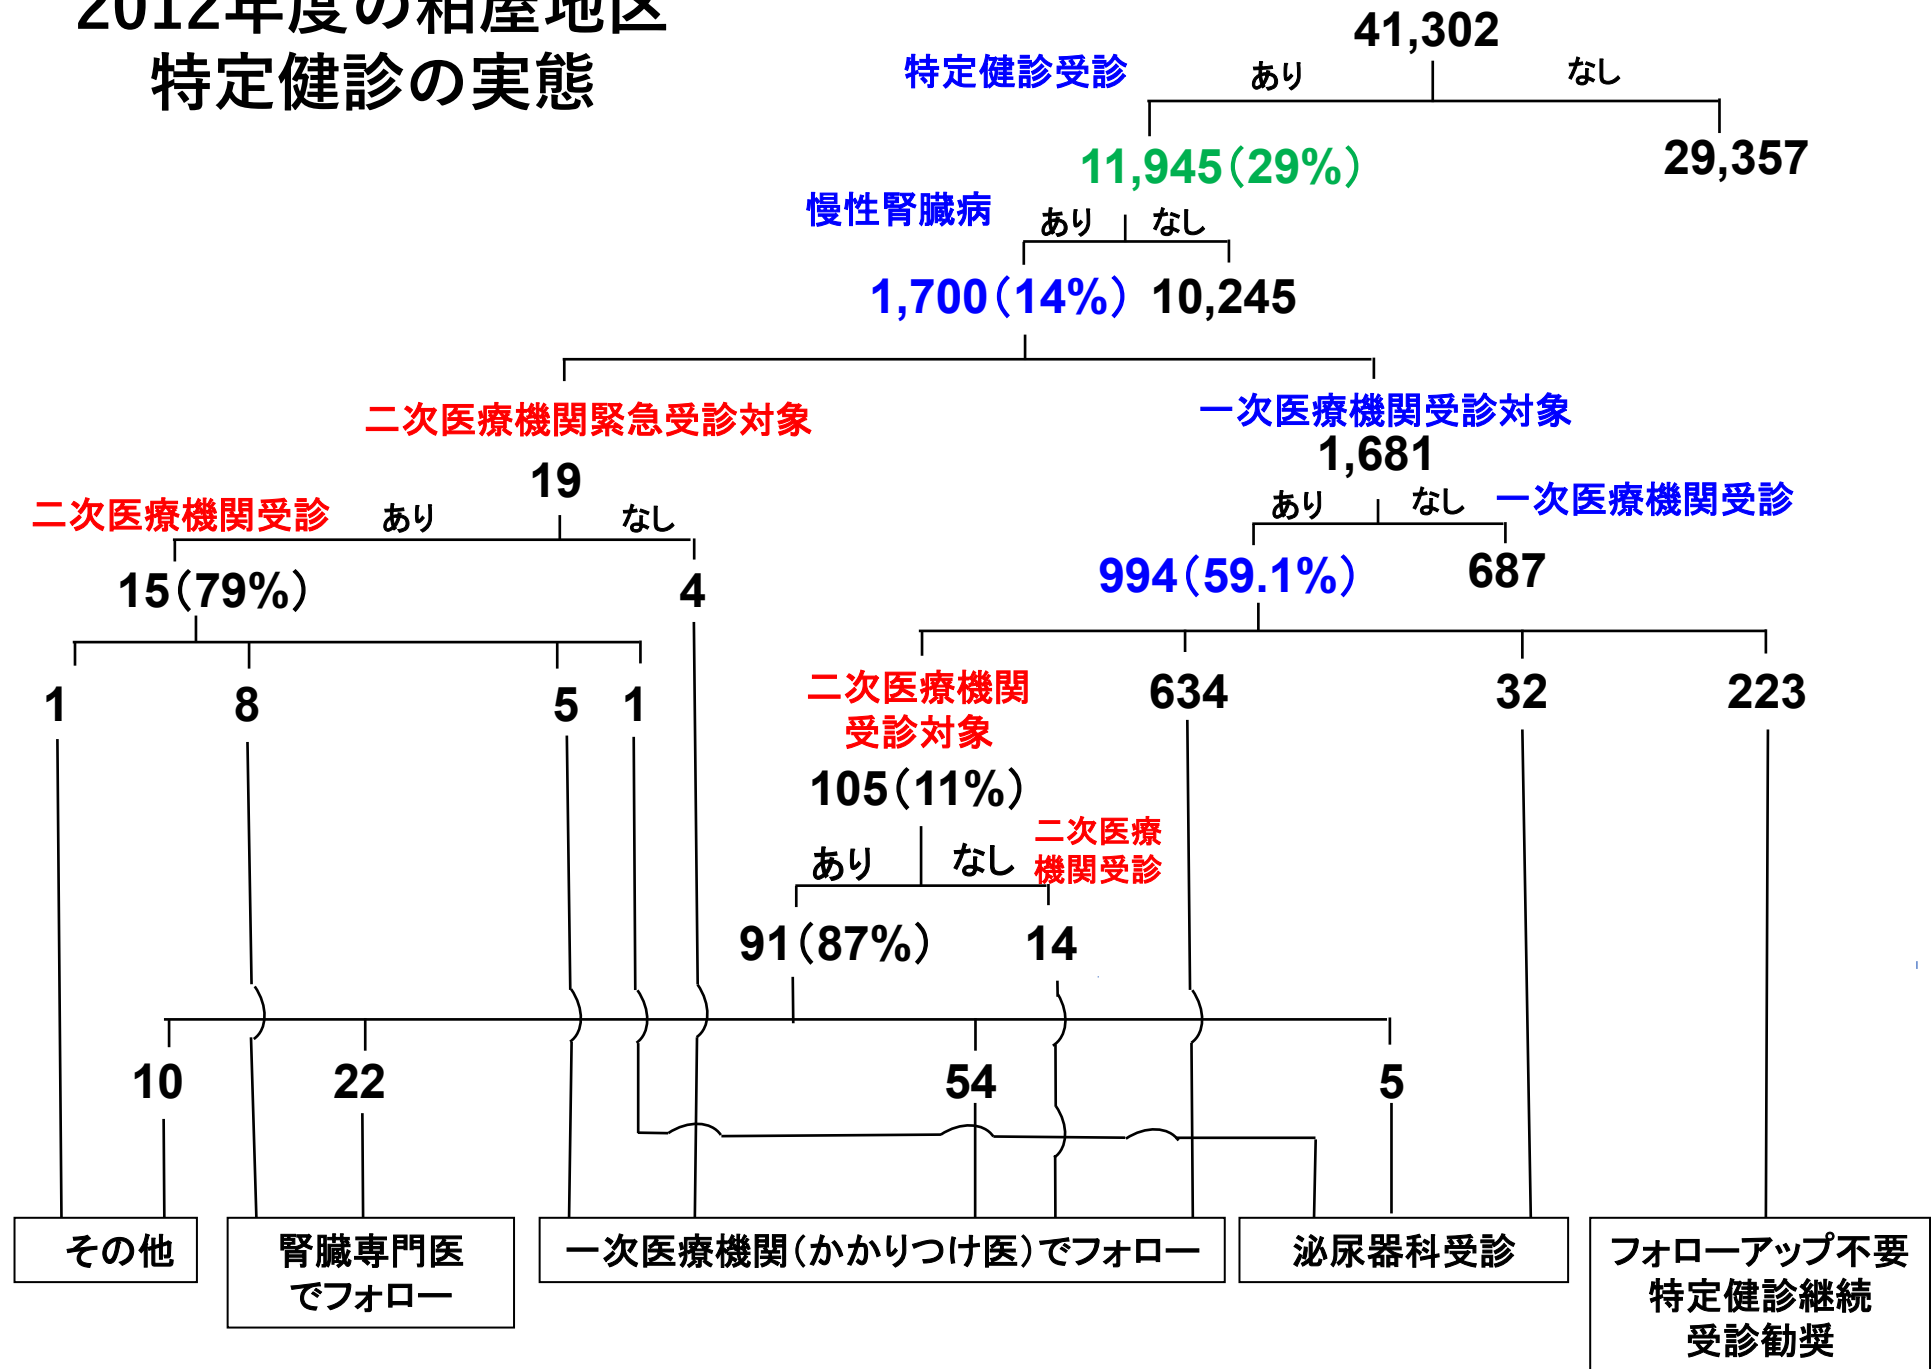 2012年度の粕屋地区
特定健診の実態
41,302
特定健診受診
あり
なし
11,945(29%)
29,357
慢性腎臓病
あり
なし
1,700(14%)
10,245
二次医療機関緊急受診対象
19
一次医療機関受診対象
1,681
二次医療機関受診
あり
なし
あり
なし
一次医療機関受診
15(79%)
4
994(59.1%)
687
1
8
5
1
二次医療機関
受診対象
105(11%)
634
32
223
あり
なし
二次医療
機関受診
91(87%)
14
10
22
54
5
その他
腎臓専門医
でフォロー
一次医療機関(かかりつけ医)でフォロー
泌尿器科受診
フォローアップ不要
特定健診継続
受診勧奨